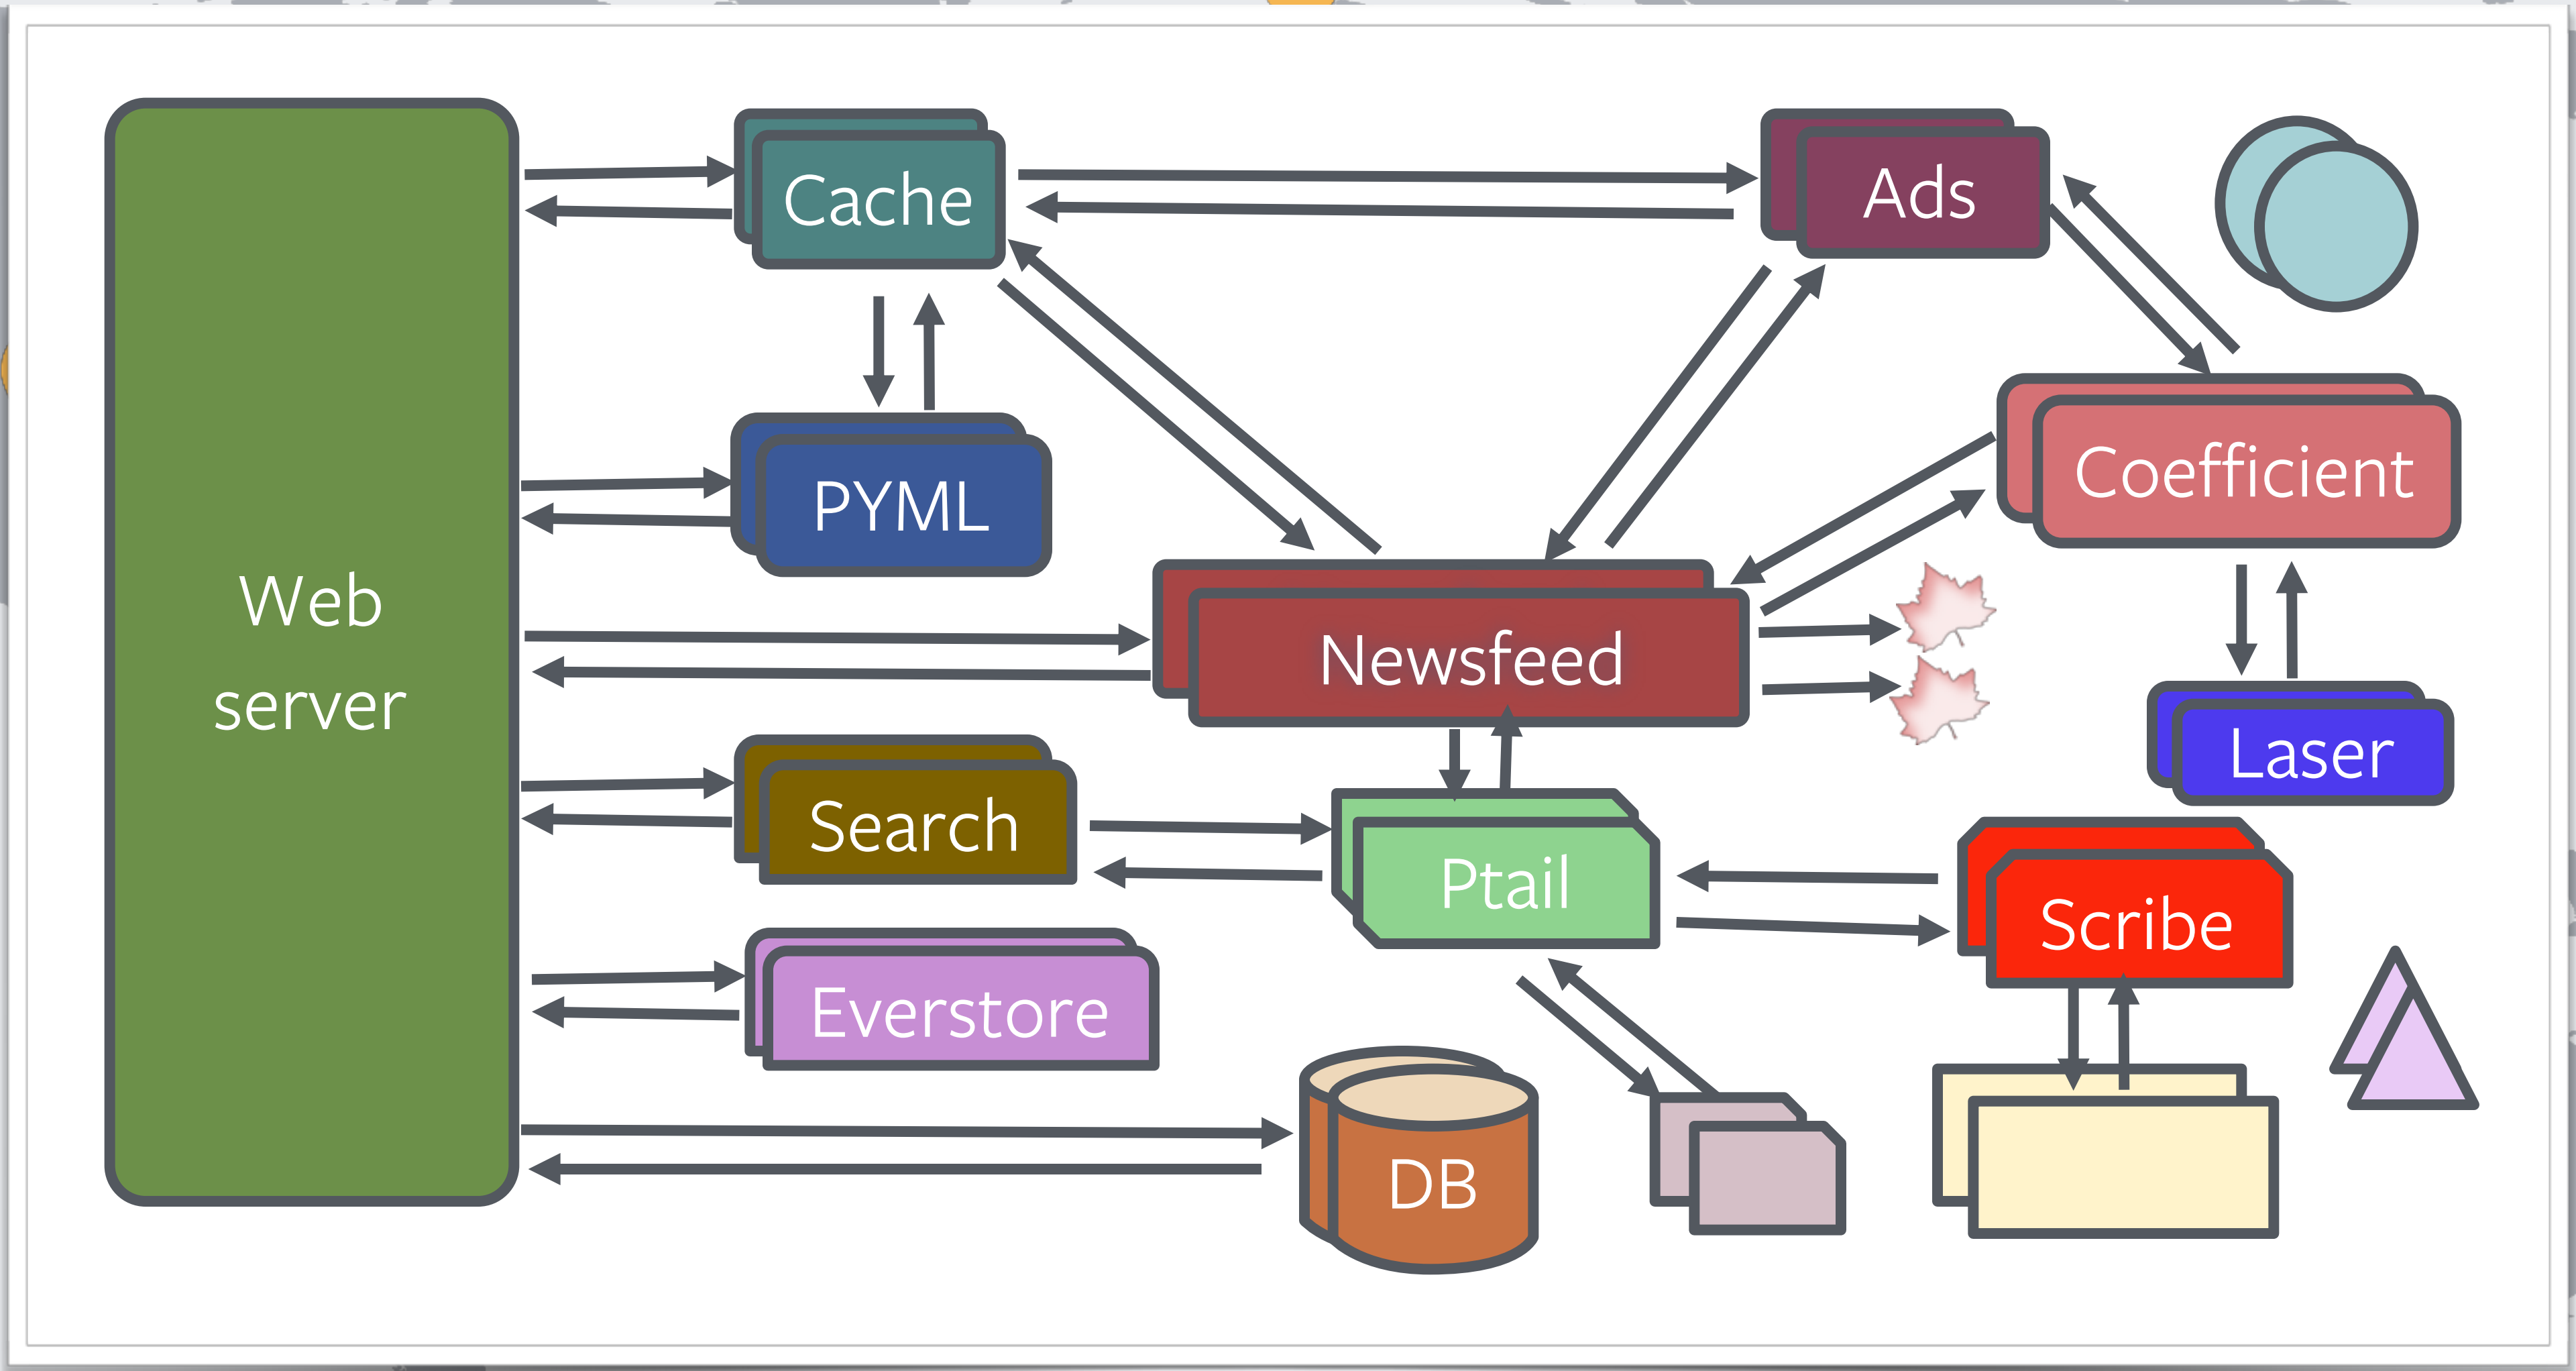 Cache
Ads
Coefficient
PYML
Web
server
Newsfeed
Laser
Search
Ptail
Scribe
Everstore
DB